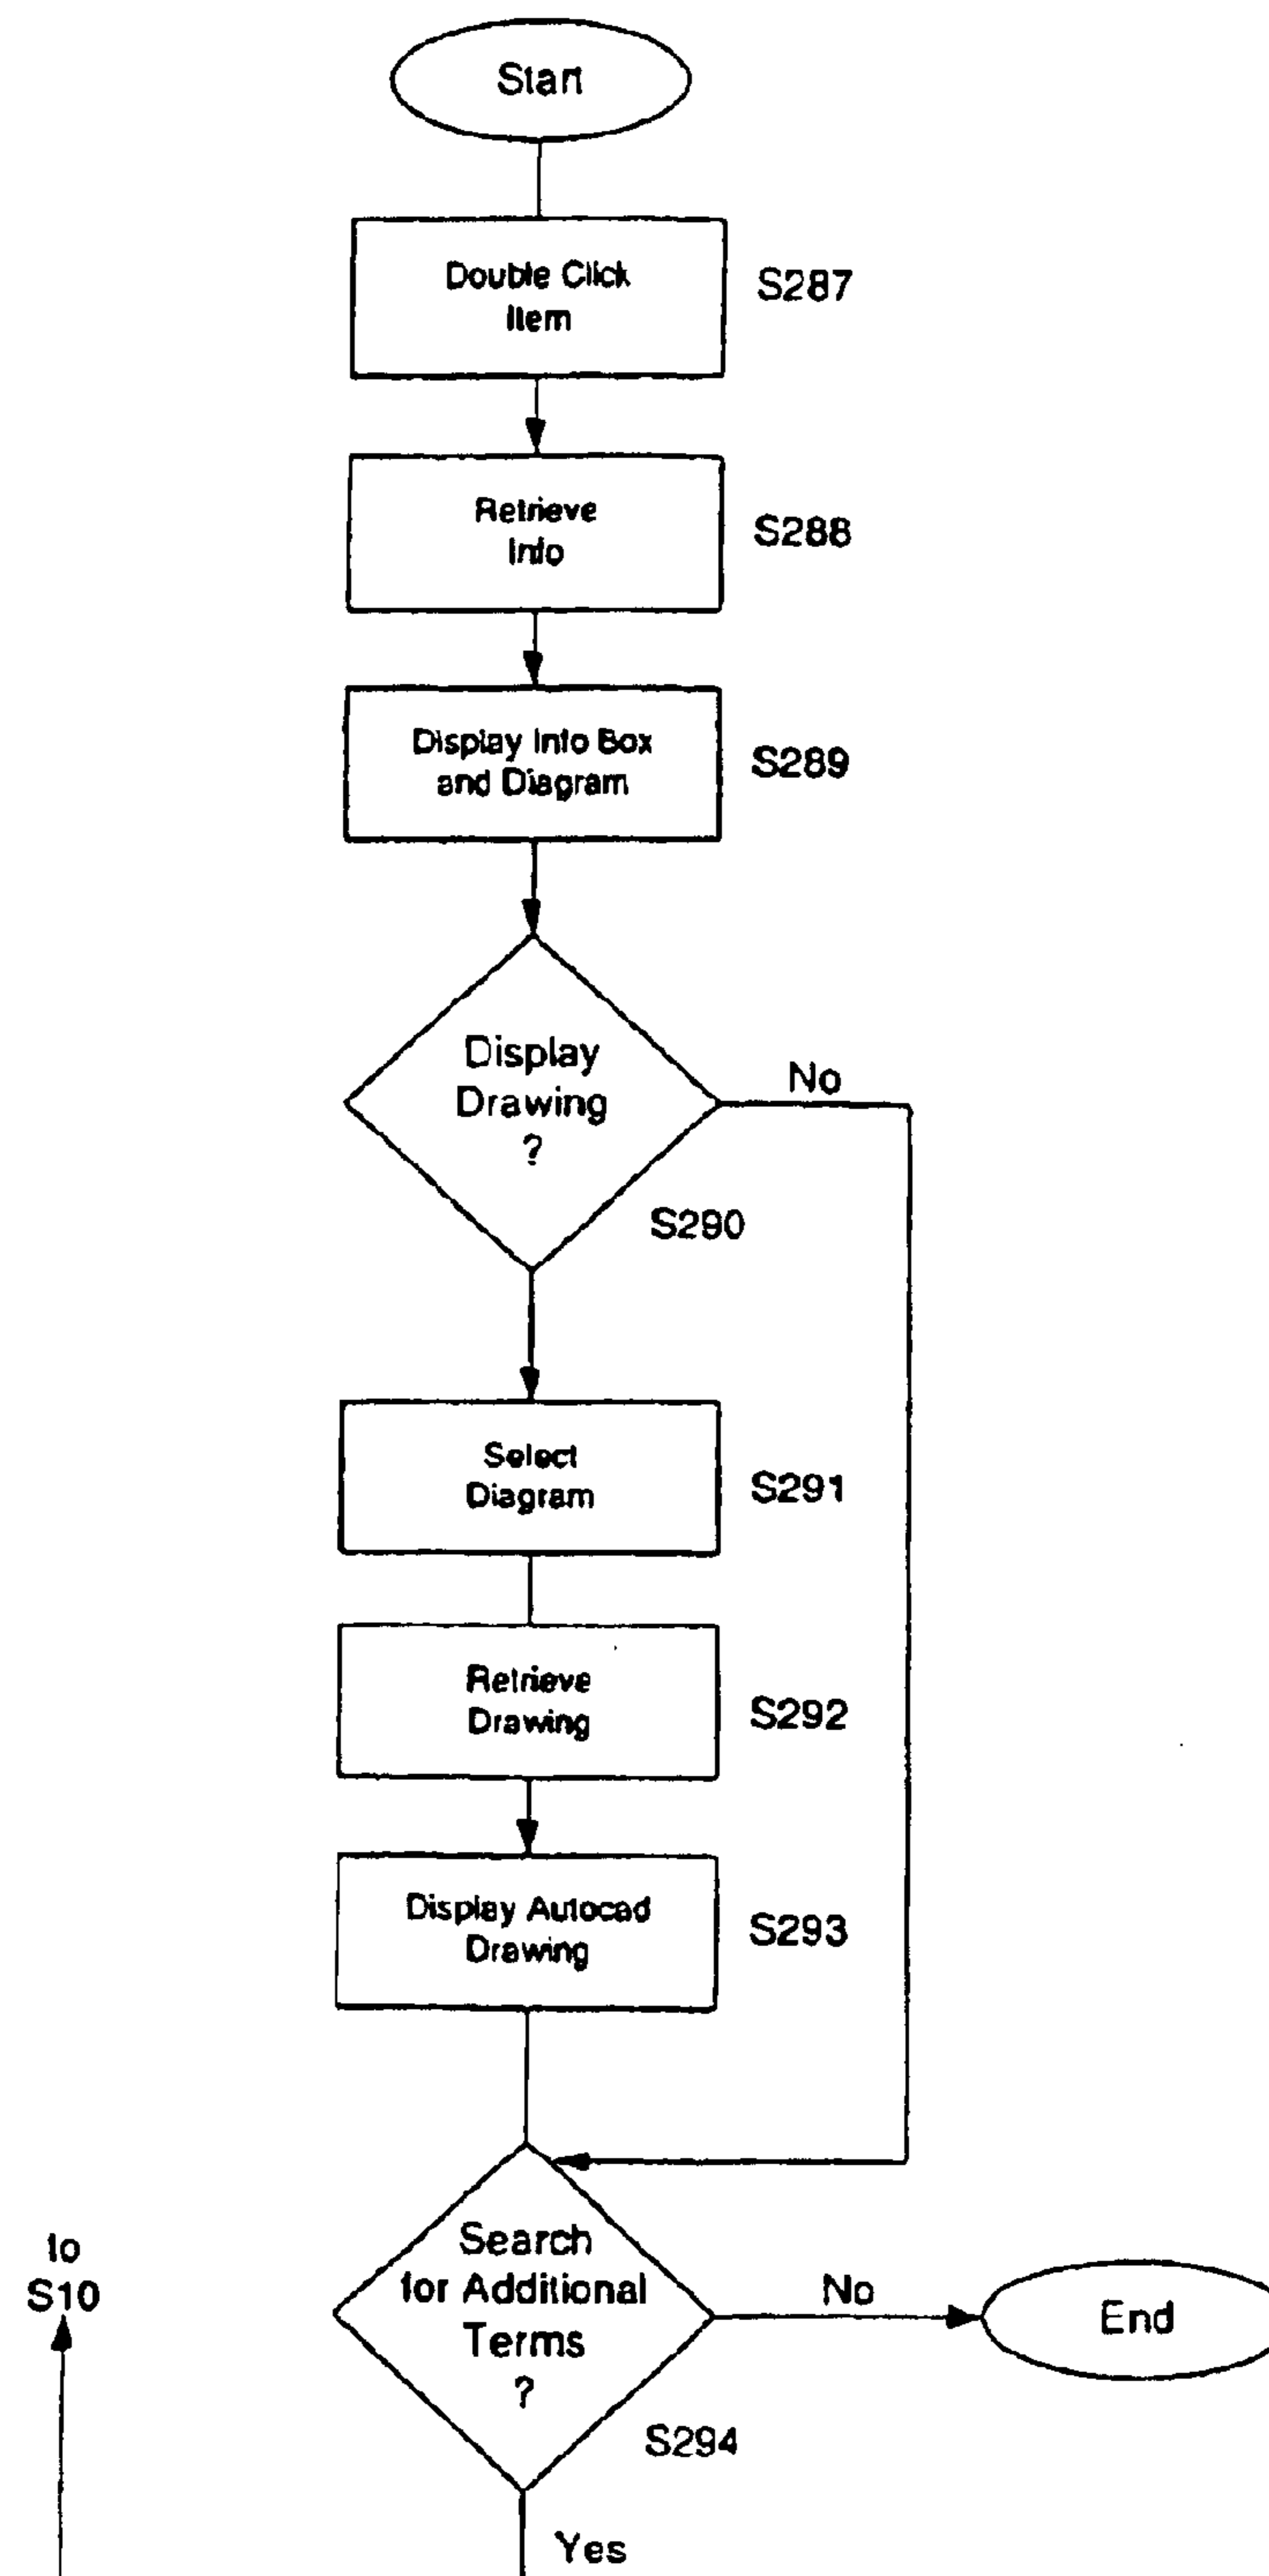 Start
Double Click
Item
S287
Retrieve
Info
S288
Display Info Box
and Diagram
S289
Display
Drawing
?
No
S290
Select
Diagram
S291
Retrieve
Drawing
S292
Display Autocad
Drawing
S293
to
S10
Search
for Additional
Terms
?
No
End
S294
Yes